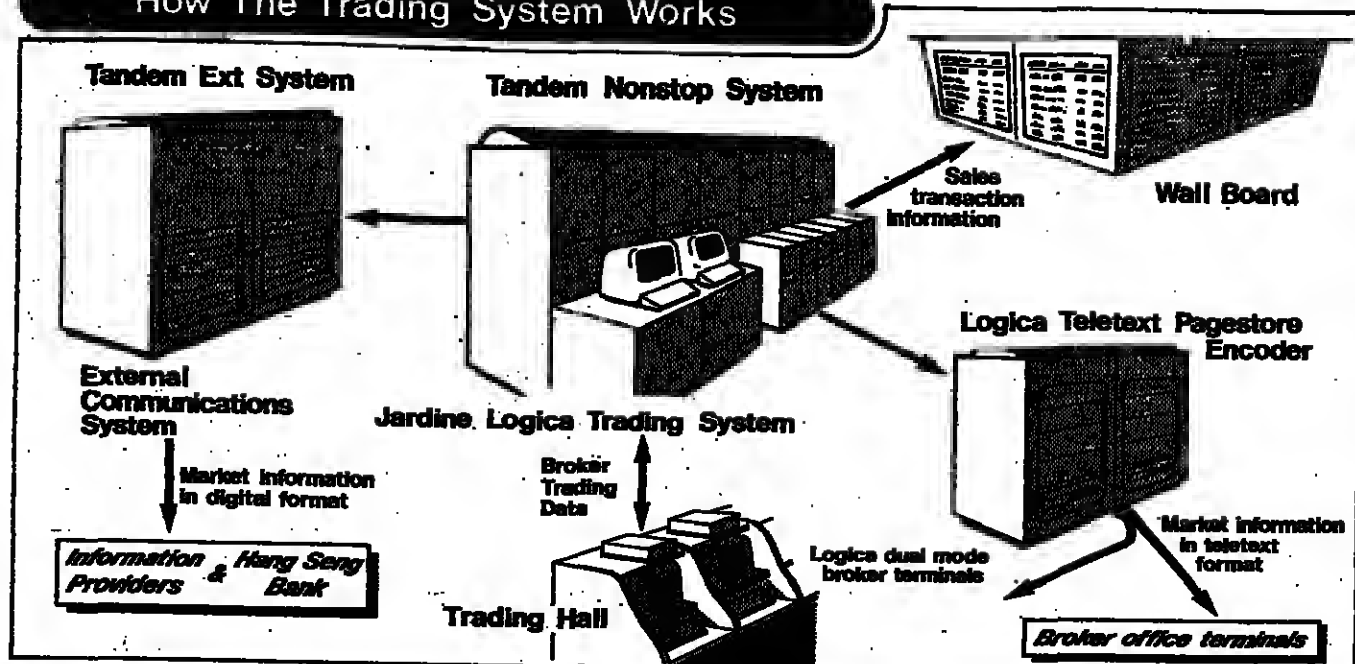 How The Trading System Works
Tandem Ext System
Tandem Nonstop System
Sales
transaction
information
Wall Board
Logica Teletext Pagestore
Encoder
External
Communications
System
Jardine Logica Trading System
Market information
in digital format
Broker
Trading
Data
Information
Providers
&
Hang Seng
Bank
Trading Hall
Logica dual mode
broker terminals
Market information
in teletext
format
Broker office terminals